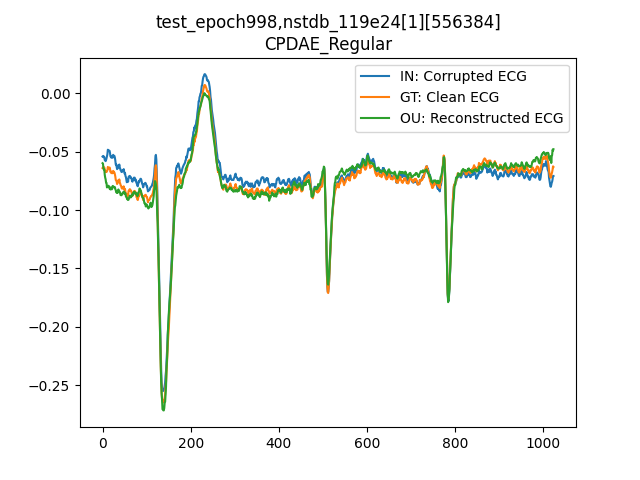 test_epoch998,nstdb_119e24[1][556384]
CPDAE_Regular
IN: Corrupted ECG
GT: Clean ECG
OU: Reconstructed ECG
0.00
−0.05
−0.10
−0.15
−0.20
−0.25
0 200 400 600 800 1000